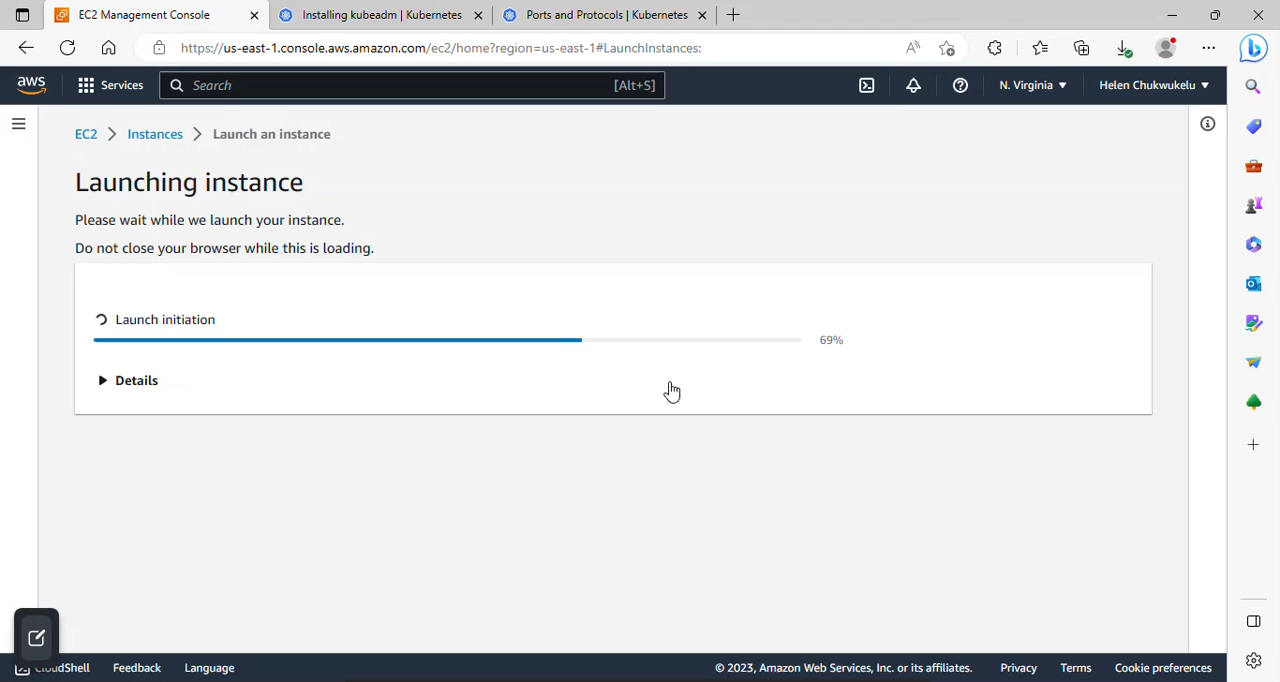 EC2 Management Console
Installing kubeadm | Kubernetes
Ports and Protocols | Kubernetes
https://us-east-1.console.aws.amazon.com/ec2/home?region=us-east-1#LaunchInstances:
aws
Services
Search
[Alt+S]
N. Virginia
Helen Chukwukelu
EC2
Instances
Launch an instance
Launching instance
Please wait while we launch your instance.
Do not close your browser while this is loading.
Launch initiation
69%
Details
CloudShell
Feedback
Language
© 2023, Amazon Web Services, Inc. or its affiliates.
Privacy
Terms
Cookie preferences